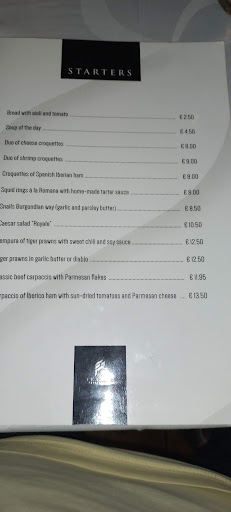 STARTERS
Bread with aioli and tomato € 2.50
Soup of the day € 4.50
Duo of cheese croquettes € 8.00
Duo of shrimp croquettes € 9.00
Croquettes of Spanish Iberian ham € 8.00
Squid rings a la Romana with home-made tartar sauce € 9.00
Snails Burgundian way (garlic and parsley butter) € 8.50
Caesar salad "Royale" € 10.50
empura of tiger prawns with sweet chili and soy sauce € 12.50
ger prawns in garlic butter or diablo € 12.50
assic beef carpaccio with Parmesan flakes € 11.95
rpaccio of Iberico ham with sun-dried tomatoes and Parmesan cheese € 13.50